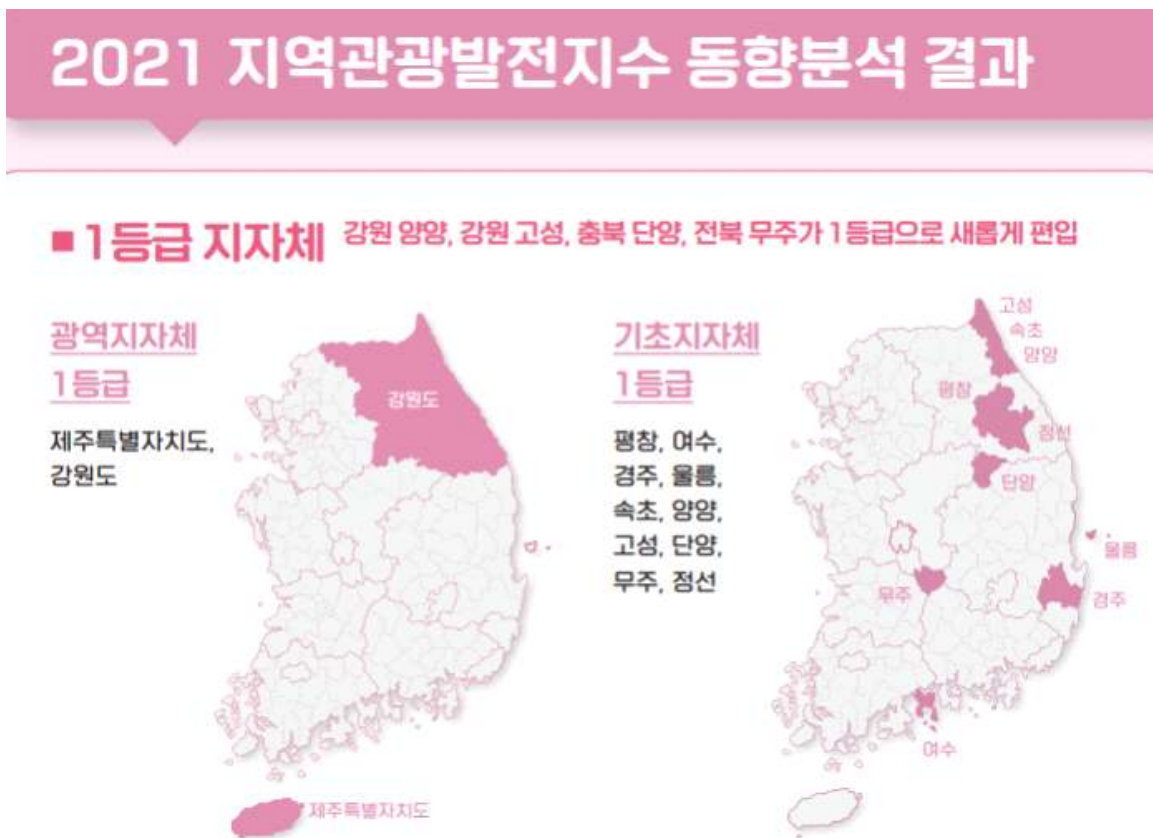 2021 지역관광발전지수 동향분석 결과
■ 1등급 지자체 강원 양양, 강원 고성, 충북 단양, 전북 무주가 1등급으로 새롭게 편입
광역지자체
1등급
제주특별자치도,
강원도
강원도
제주특별자치도
기초지자체
1등급
평창, 여수,
경주, 울릉,
속초, 양양,
고성, 단양,
무주, 정선
고성
속초
양양
평창
정선
단양
울릉
무주
경주
여수